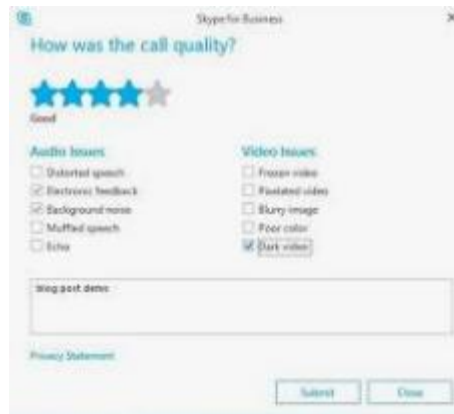 Skype for Business
How was the call quality?
Good
Audio Issues
Distorted speech
Electronic feedback
Background noise
Muffled speech
Echo
Video Issues
Frozen video
Pixelated video
Blurry image
Poor color
Dark video
blog post demo
Privacy Statement
Submit
Close